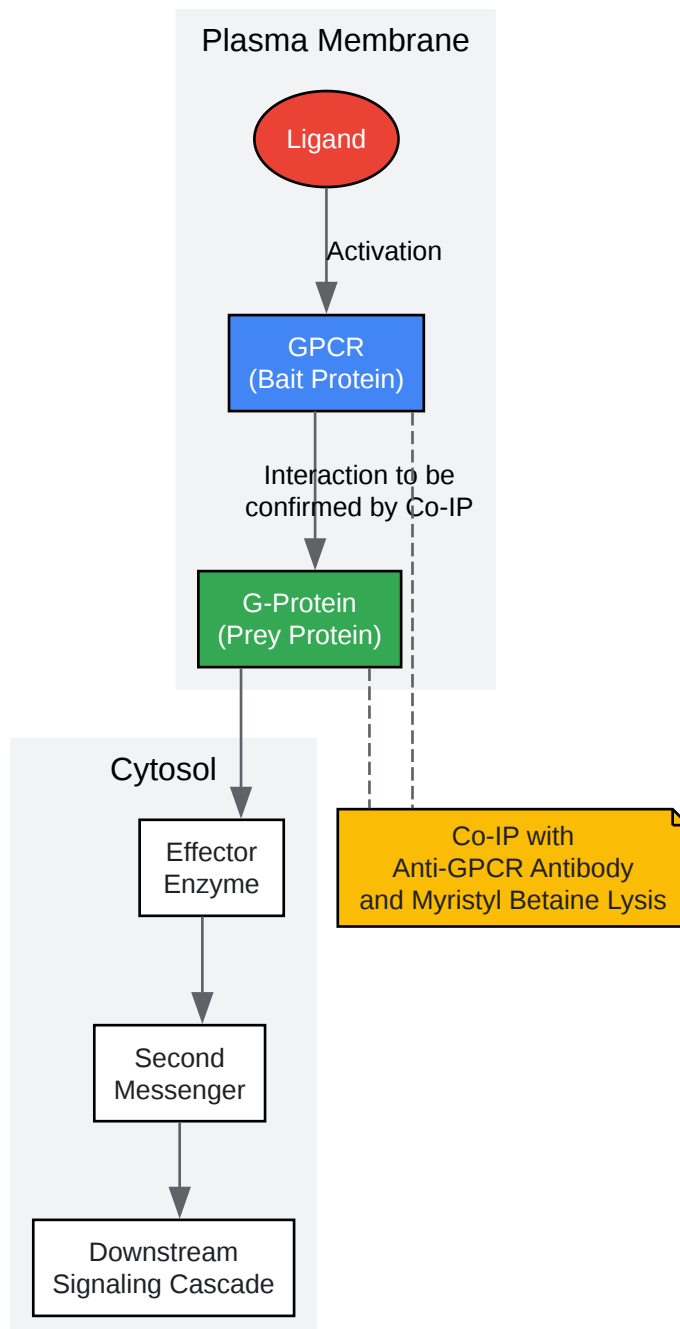 Plasma Membrane
Ligand
Activation
GPCR
(Bait Protein)
Interaction to be
confirmed by Co-IP
G-Protein
(Prey Protein)
Cytosol
Effector
Enzyme
Co-IP with
Anti-GPCR Antibody
and Myristyl Betaine Lysis
Second
Messenger
Downstream
Signaling Cascade